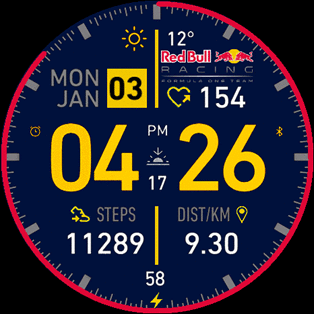 12°
Red Bull
RACING
FORMULA ONE TEAM
MON
JAN
03
154
04 PM 26
17
STEPS
11289
DIST/KM
9.30
58